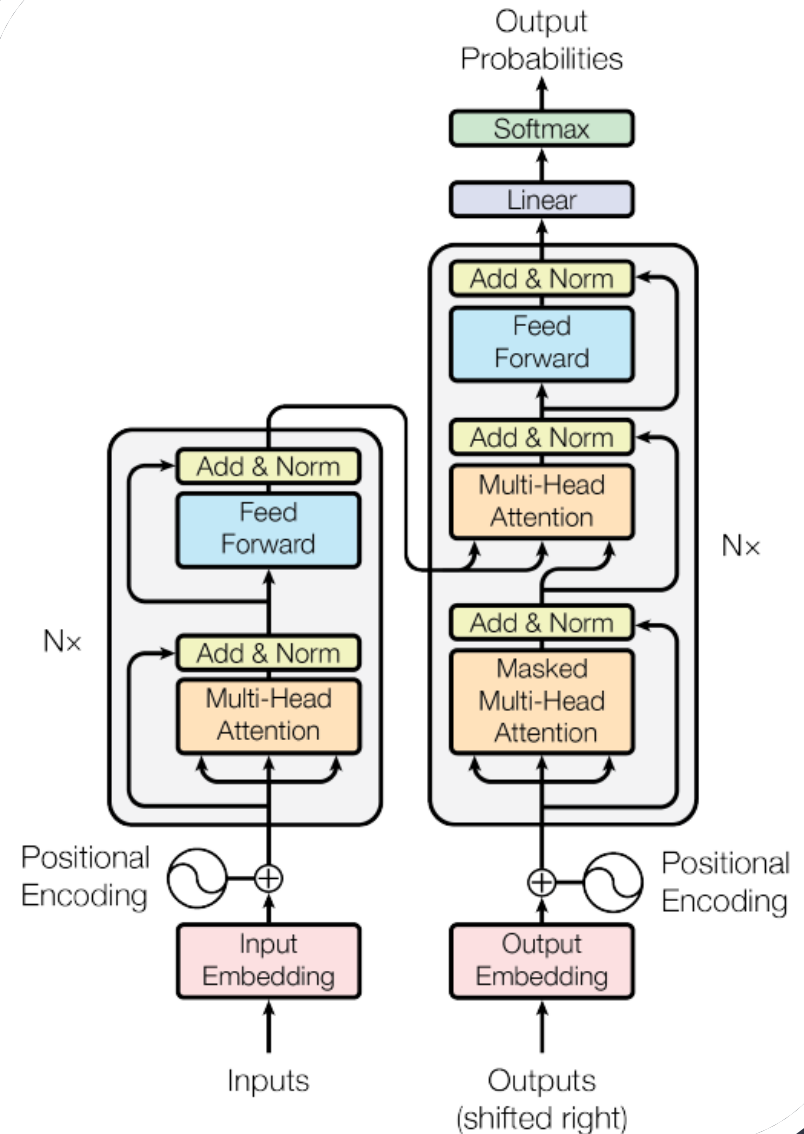 Output
Probabilities
Softmax
Linear
Add & Norm
Feed
Forward
Add & Norm
Multi-Head
Attention
Add & Norm
Masked
Multi-Head
Attention
Nx
Add & Norm
Feed
Forward
Add & Norm
Multi-Head
Attention
Nx
Positional
Encoding
Positional
Encoding
Input
Embedding
Output
Embedding
Inputs
Outputs
(shifted right)